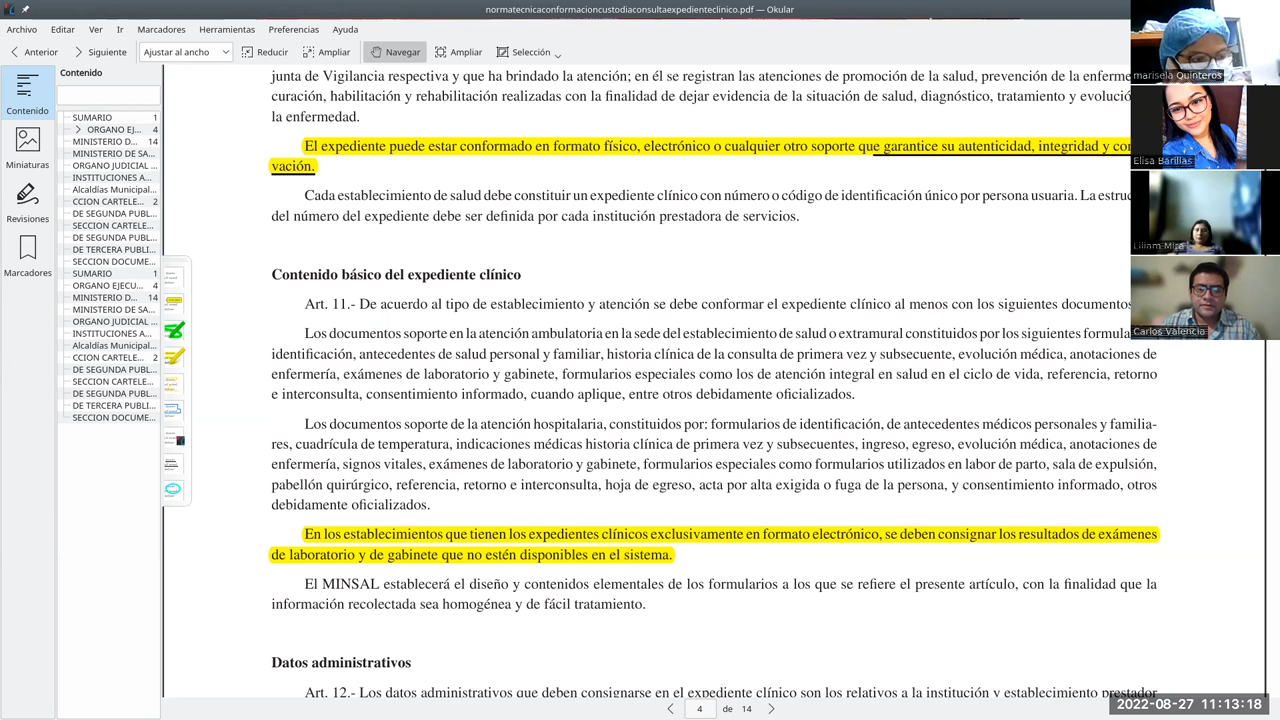 normatecnicaconformacioncustodiaconsultaexpedienteclinico.pdf — Okular
Archivo Editar Ver Ir Marcadores Herramientas Preferencias Ayuda
Anterior Siguiente Ajustar al ancho Reducir Ampliar Navegar Ampliar Selección
Contenido
Miniaturas
Revisiones
Marcadores
Contenido
SUMARIO 1
ORGANO EJ... 4
MINISTERIO D... 14
MINISTERIO DE SA...
ORGANO JUDICIAL ...
INSTITUCIONES A...
Alcaldías Municipal...
CCION CARTELE... 2
DE SEGUNDA PUBL...
SECCION CARTELE...
DE SEGUNDA PUBL...
DE TERCERA PUBLI...
SECCION DOCUME...
SUMARIO 1
ORGANO EJECU... 4
MINISTERIO D... 14
MINISTERIO DE SA...
ORGANO JUDICIAL ...
INSTITUCIONES A...
Alcaldías Municipal...
CCION CARTELE... 2
DE SEGUNDA PUBL...
SECCION CARTELE...
DE SEGUNDA PUBL...
DE TERCERA PUBLI...
SECCION DOCUME...
junta de Vigilancia respectiva y que ha brindado la atención; en él se registran las atenciones de promoción de la salud, prevención de la enferme
curación, habilitación y rehabilitación realizadas con la finalidad de dejar evidencia de la situación de salud, diagnóstico, tratamiento y evolució
la enfermedad.
El expediente puede estar conformado en formato físico, electrónico o cualquier otro soporte que garantice su autenticidad, integridad y con
vación.
Cada establecimiento de salud debe constituir un expediente clínico con número o código de identificación único por persona usuaria. La estruc
del número del expediente debe ser definida por cada institución prestadora de servicios.
Contenido básico del expediente clínico
Art. 11.- De acuerdo al tipo de establecimiento y atención se debe conformar el expediente clínico al menos con los siguientes documentos
Los documentos soporte en la atención ambulatoria en la sede del establecimiento de salud o extramural constituidos por los siguientes formula
identificación, antecedentes de salud personal y familiar, historia clínica de la consulta de primera vez y subsecuente, evolución médica, anotaciones de
enfermería, exámenes de laboratorio y gabinete, formularios especiales como los de atención integral en salud en el ciclo de vida, referencia, retorno
e interconsulta, consentimiento informado, cuando aplique, entre otros debidamente oficializados.
Los documentos soporte de la atención hospitalaria, constituidos por: formularios de identificación, de antecedentes médicos personales y familia-
res, cuadrícula de temperatura, indicaciones médicas historia clínica de primera vez y subsecuentes, ingreso, egreso, evolución médica, anotaciones de
enfermería, signos vitales, exámenes de laboratorio y gabinete, formularios especiales como formularios utilizados en labor de parto, sala de expulsión,
pabellón quirúrgico, referencia, retorno e interconsulta, hoja de egreso, acta por alta exigida o fuga de la persona, y consentimiento informado, otros
debidamente oficializados.
En los establecimientos que tienen los expedientes clínicos exclusivamente en formato electrónico, se deben consignar los resultados de exámenes
de laboratorio y de gabinete que no estén disponibles en el sistema.
El MINSAL establecerá el diseño y contenidos elementales de los formularios a los que se refiere el presente artículo, con la finalidad que la
información recolectada sea homogénea y de fácil tratamiento.
Datos administrativos
Art. 12.- Los datos administrativos que deben consignarse en el expediente clínico son los relativos a la institución y establecimiento prestador
4 de 14
marisela Quinteros
Elisa Barillas
Liliam Mira
Carlos Valencia
2022-08-27 11:13:18